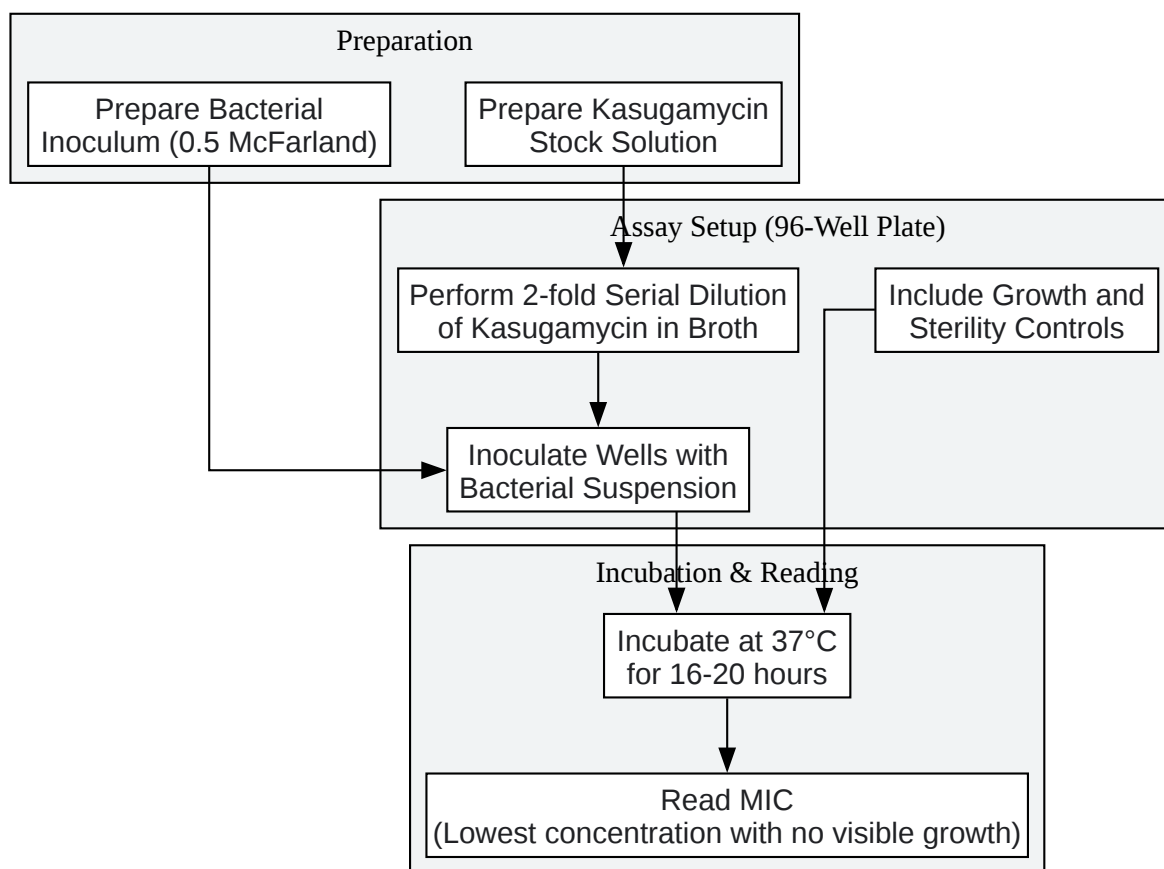 Preparation
Prepare Bacterial
Inoculum (0.5 McFarland)
Prepare Kasugamycin
Stock Solution
Assay Setup (96-Well Plate)
Perform 2-fold Serial Dilution
of Kasugamycin in Broth
Include Growth and
Sterility Controls
Inoculate Wells with
Bacterial Suspension
Incubation & Reading
Incubate at 37°C
for 16-20 hours
Read MIC
(Lowest concentration with no visible growth)